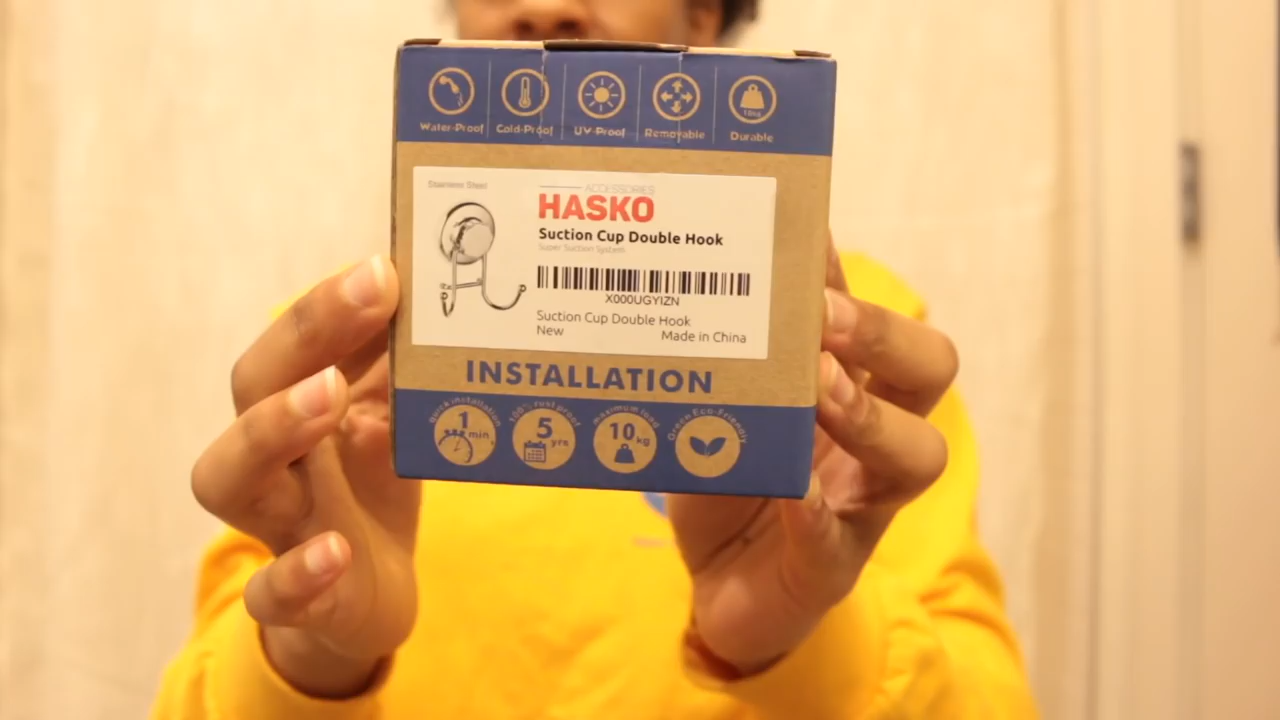 Water-Proof Cold-Proof UV-Proof Removable Durable
Stainless Steel
ACCESSORIES
HASKO
Suction Cup Double Hook
Super Suction System
X000UGYIZN
Suction Cup Double Hook
New Made in China
INSTALLATION
quick installation 100% rust proof maximum load Green Eco-Friendly
1 min 5 yrs 10 kg